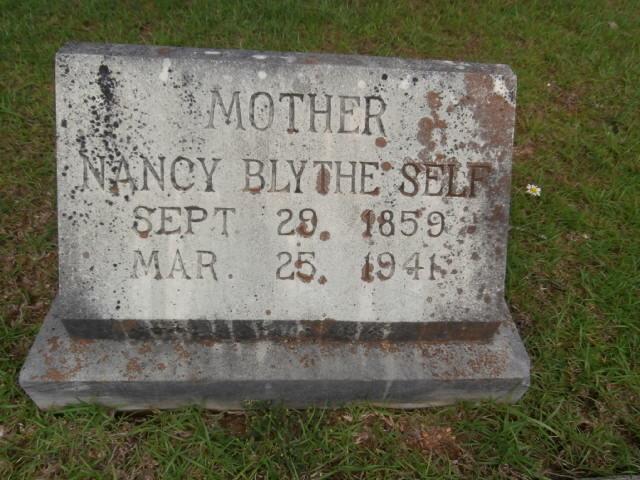 MOTHER
NANCY BLYTHE SELF
SEPT. 29. 1859
MAR. 25. 1941